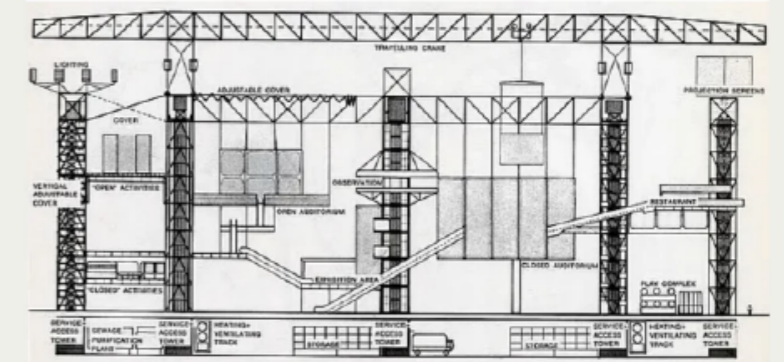 TRAVELLING CRANE
LIGHTING
ADJUSTABLE COVER
PROJECTION SCREENS
COVER
VERTICAL
ADJUSTABLE
COVER
"OPEN" ACTIVITIES
OBSERVATION
OPEN AUDITORIUM
RESTAURANT
"CLOSED" ACTIVITIES
EXHIBITION AREA
CLOSED AUDITORIUM
PLAY COMPLEX
SERVICE
ACCESS
TOWER
SEWAGE
PURIFICATION
PLANT
SERVICE
ACCESS
TOWER
HEATING+
VENTILATING
TRACK
STORAGE
SERVICE
ACCESS
TOWER
STORAGE
SERVICE
ACCESS
TOWER
HEATING+
VENTILATING
TRACK
SERVICE
ACCESS
TOWER